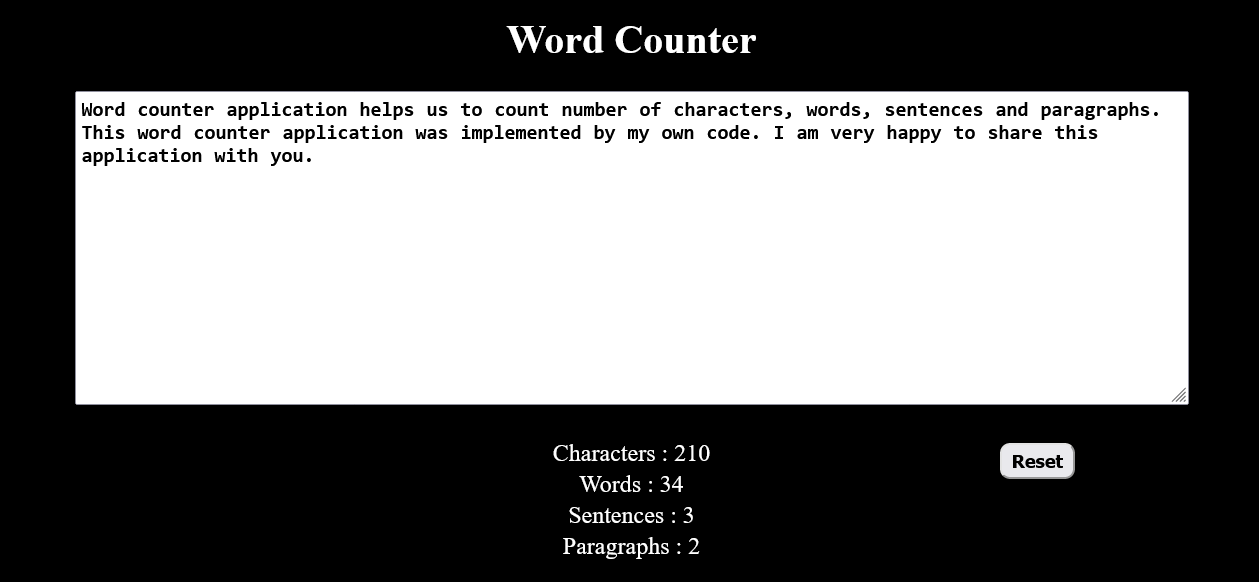 Word Counter
Word counter application helps us to count number of characters, words, sentences and paragraphs.
This word counter application was implemented by my own code. I am very happy to share this
application with you.
Characters : 210
Reset
Words : 34
Sentences : 3
Paragraphs : 2